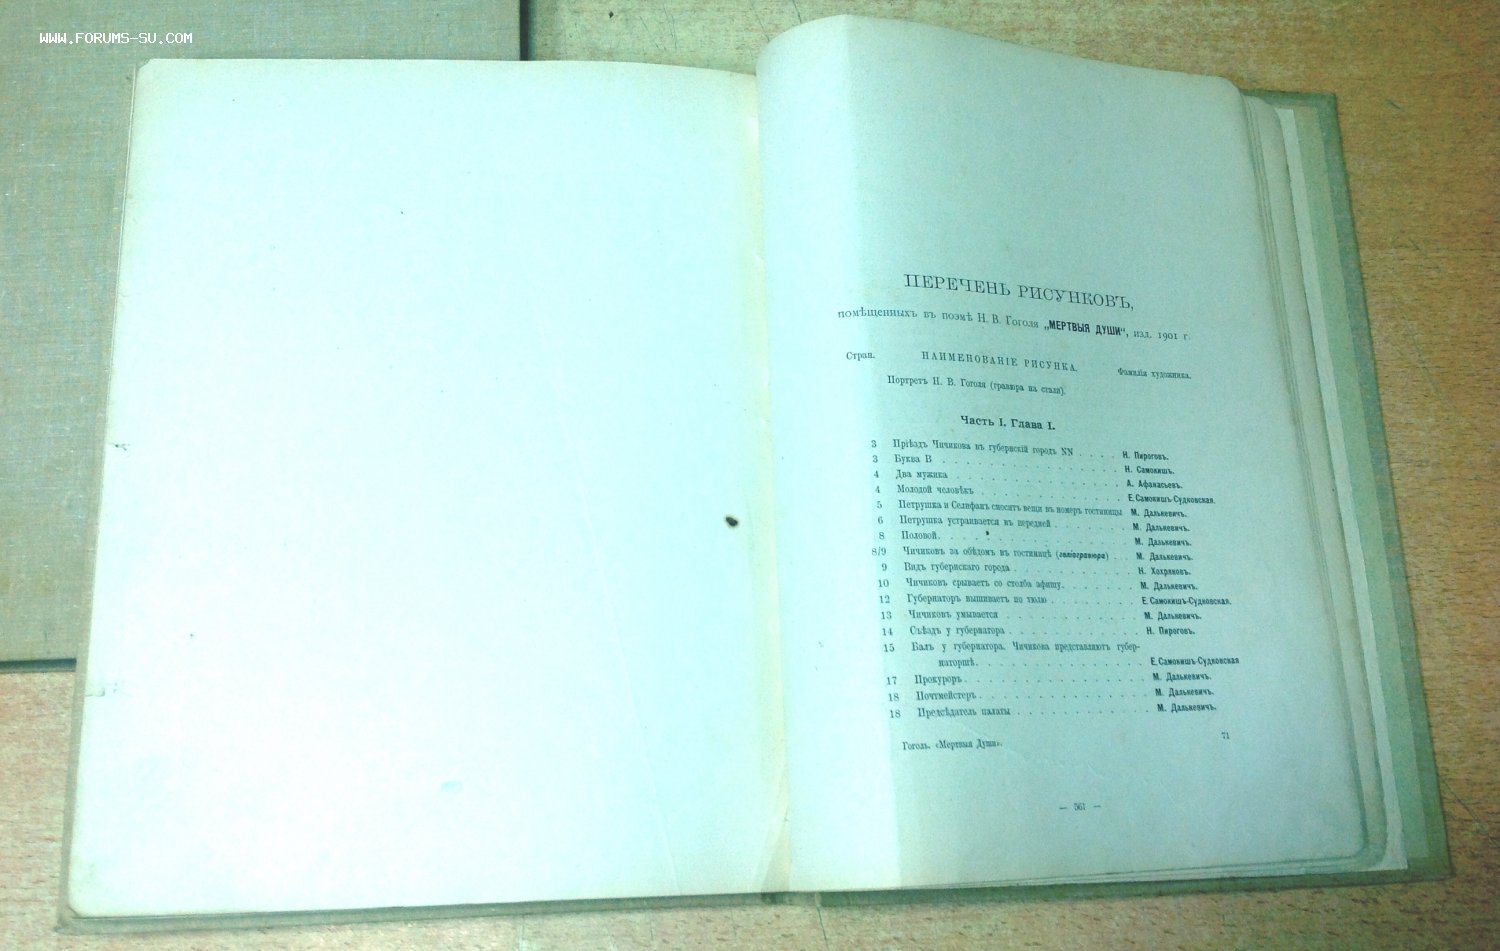 WWW.FORUMS-SU.COM
ПЕРЕЧЕНЬ РИСУНКОВЪ,
помѣщенныхъ въ поэмѣ Н. В. Гоголя „МЕРТВЫЯ ДУШИ“, изд. 1901 г.
Стран. НАИМЕНОВАНІЕ РИСУНКА. Фамилія художника.
Портретъ Н. В. Гоголя (гравюра на стали).
Часть I. Глава I.
3 Пріѣздъ Чичикова въ губернскій городъ NN . . . . Н. Пироговъ.
3 Буква В . . . . . . . . . . . . Н. Самокишъ.
4 Два мужика . . . . . . . . . . . . А. Афанасьевъ.
4 Молодой человѣкъ . . . . . . . . . . Е. Самокишъ-Судковская.
5 Петрушка и Селифанъ сносятъ вещи въ номеръ гостиницы М. Далькевичъ.
6 Петрушка устраивается въ передней . . . . . . М. Далькевичъ.
8 Половой . . . . . . . . . . . . М. Далькевичъ.
8/9 Чичиковъ за обѣдомъ въ гостиницѣ (геліогравюра) . . М. Далькевичъ.
9 Видъ губернскаго города . . . . . . . . . Н. Хохряковъ.
10 Чичиковъ срываетъ со столба афишу. . . . . . М. Далькевичъ.
12 Губернаторъ вышиваетъ по тюлю . . . . . . . Е. Самокишъ-Судковская.
13 Чичиковъ умывается . . . . . . . . . . М. Далькевичъ.
14 Съѣздъ у губернатора . . . . . . . . . . Н. Пироговъ.
15 Балъ у губернатора. Чичикова представляютъ губер-
наторшѣ. . . . . . . . . . . . . Е. Самокишъ-Судковская
17 Прокуроръ . . . . . . . . . . . . М. Далькевичъ.
18 Почтмейстеръ . . . . . . . . . . . . М. Далькевичъ.
18 Предсѣдатель палаты . . . . . . . . . . М. Далькевичъ.
Гоголь. «Мертвыя Души». 71
— 561 —